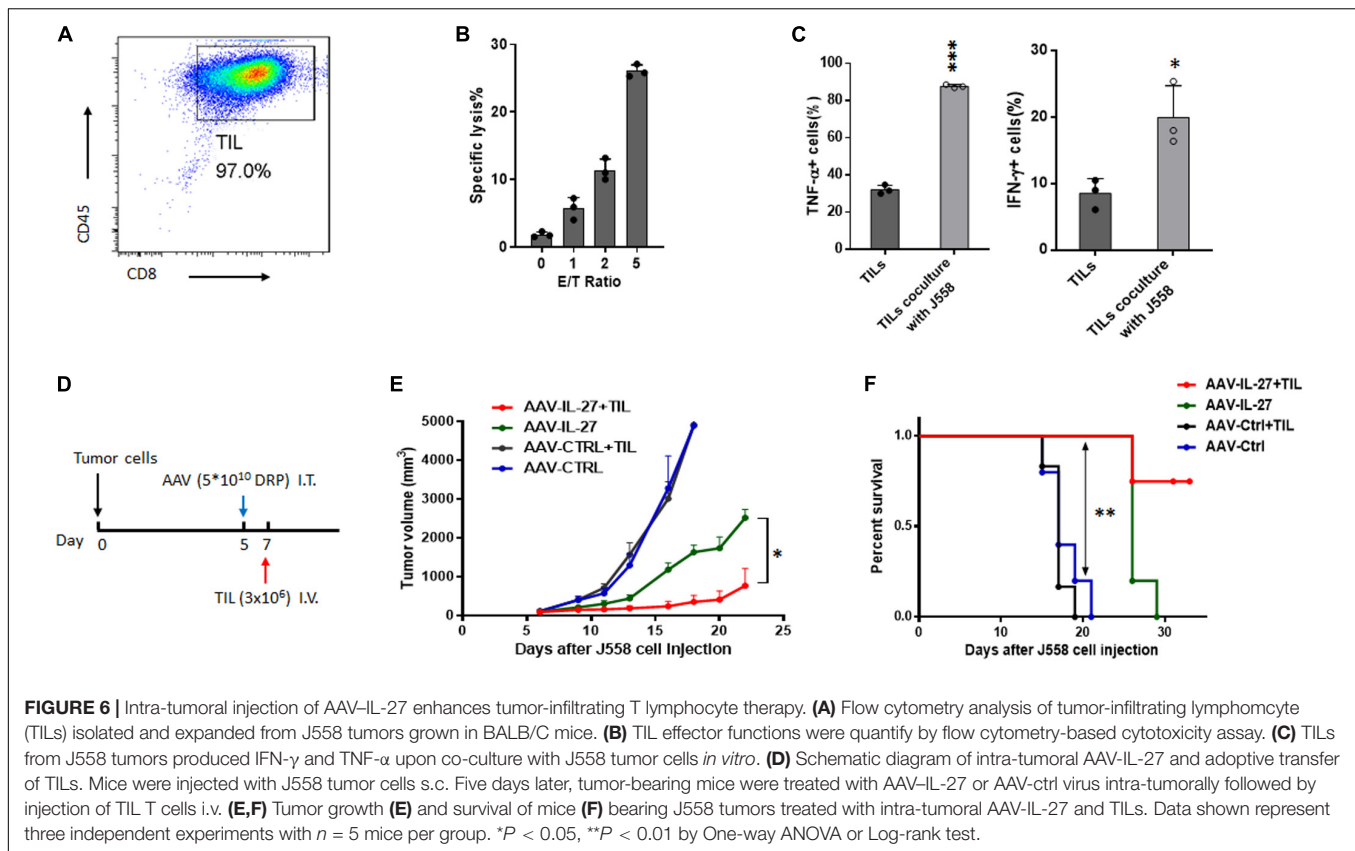 A
CD45
CD8
TIL
97.0%
B
Specific lysis%
30
20
10
0
0 1 2 5
E/T Ratio
C
TNF-α+ cells(%)
100
80
60
40
20
0
***
TILs
TILs coculture
with J558
IFN-γ+ cells(%)
30
20
10
0
*
TILs
TILs coculture
with J558
D
Tumor cells
AAV (5*10¹⁰ DRP) I.T.
Day 0 5 7
TIL (3x10⁶) I.V.
E
AAV-IL-27+TIL
AAV-IL-27
AAV-CTRL+TIL
AAV-CTRL
Tumor volume (mm³)
5000
4000
3000
2000
1000
0
*
0 5 10 15 20 25
Days after J558 cell injection
F
AAV-IL-27+TIL
AAV-IL-27
AAV-Ctrl+TIL
AAV-Ctrl
Percent survival
1.0
0.5
0.0
**
10 20 30
Days after J558 cell injection
FIGURE 6 | Intra-tumoral injection of AAV–IL-27 enhances tumor-infiltrating T lymphocyte therapy. (A) Flow cytometry analysis of tumor-infiltrating lymphomcyte
(TILs) isolated and expanded from J558 tumors grown in BALB/C mice. (B) TIL effector functions were quantify by flow cytometry-based cytotoxicity assay. (C) TILs
from J558 tumors produced IFN-γ and TNF-α upon co-culture with J558 tumor cells in vitro. (D) Schematic diagram of intra-tumoral AAV-IL-27 and adoptive transfer
of TILs. Mice were injected with J558 tumor cells s.c. Five days later, tumor-bearing mice were treated with AAV–IL-27 or AAV-ctrl virus intra-tumorally followed by
injection of TIL T cells i.v. (E,F) Tumor growth (E) and survival of mice (F) bearing J558 tumors treated with intra-tumoral AAV-IL-27 and TILs. Data shown represent
three independent experiments with n = 5 mice per group. *P < 0.05, **P < 0.01 by One-way ANOVA or Log-rank test.